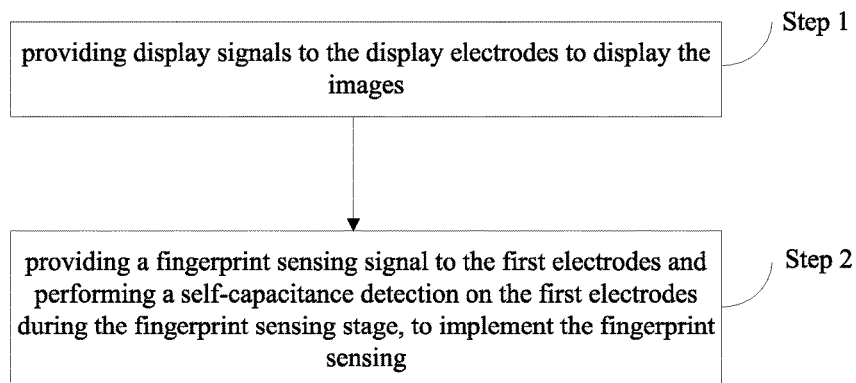 Step 1
providing display signals to the display electrodes to display the
images
Step 2
providing a fingerprint sensing signal to the first electrodes and
performing a self-capacitance detection on the first electrodes
during the fingerprint sensing stage, to implement the fingerprint
sensing